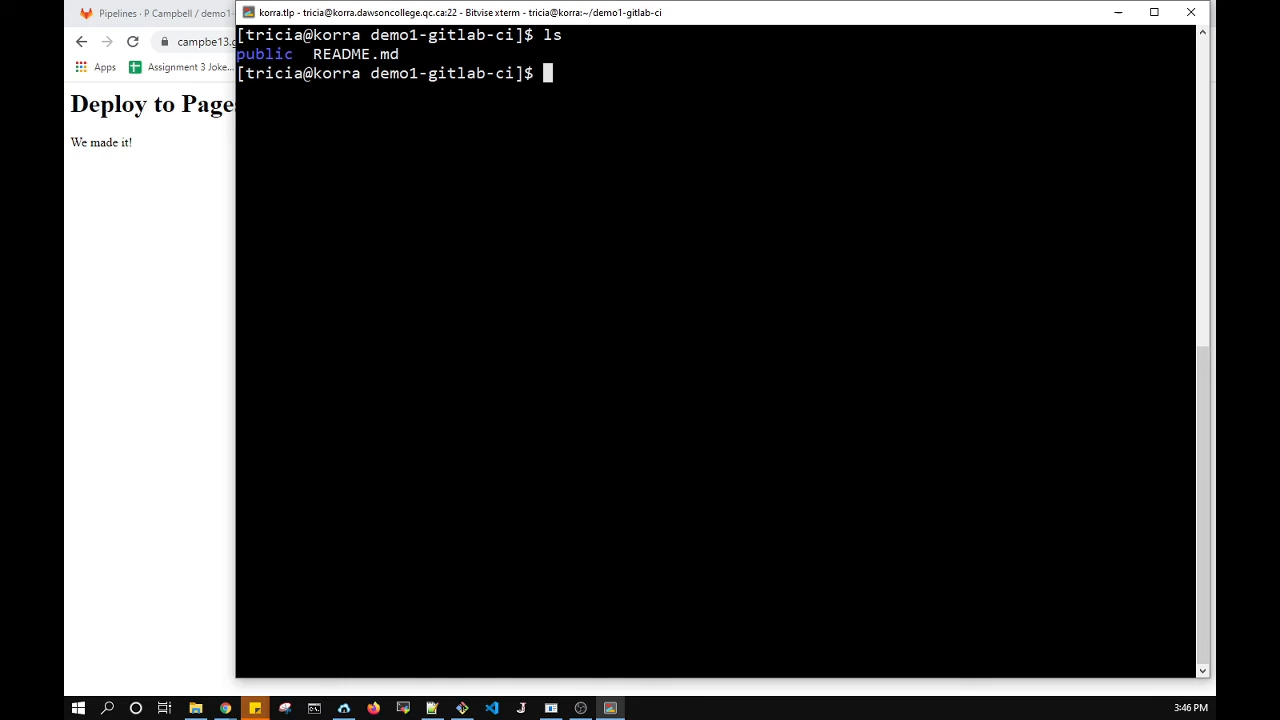 Pipelines · P Campbell / demo1-
korra.tlp - tricia@korra.dawsoncollege.qc.ca:22 - Bitvise xterm - tricia@korra:~/demo1-gitlab-ci
campbe13.g
Apps
Assignment 3 Joke...
Deploy to Page
We made it!
[tricia@korra demo1-gitlab-ci]$ ls
public  README.md
[tricia@korra demo1-gitlab-ci]$
3:46 PM